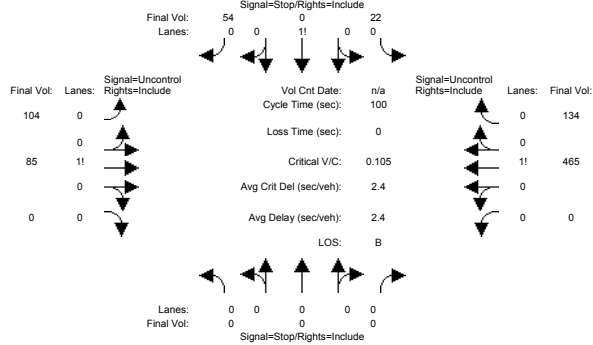 Signal=Stop/Rights=Include
Final Vol: 54 0 22
Lanes: 0 0 1! 0 0
Signal=Uncontrol
Final Vol: Lanes: Rights=Include
Vol Cnt Date: n/a
Cycle Time (sec): 100
Signal=Uncontrol
Rights=Include Lanes: Final Vol:
104 0
0 134
Loss Time (sec): 0
0
0
85 1!
Critical V/C: 0.105
1! 465
0
Avg Crit Del (sec/veh): 2.4
0
0 0
Avg Delay (sec/veh): 2.4
0 0
LOS: B
Lanes: 0 0 0 0 0
Final Vol: 0 0 0
Signal=Stop/Rights=Include